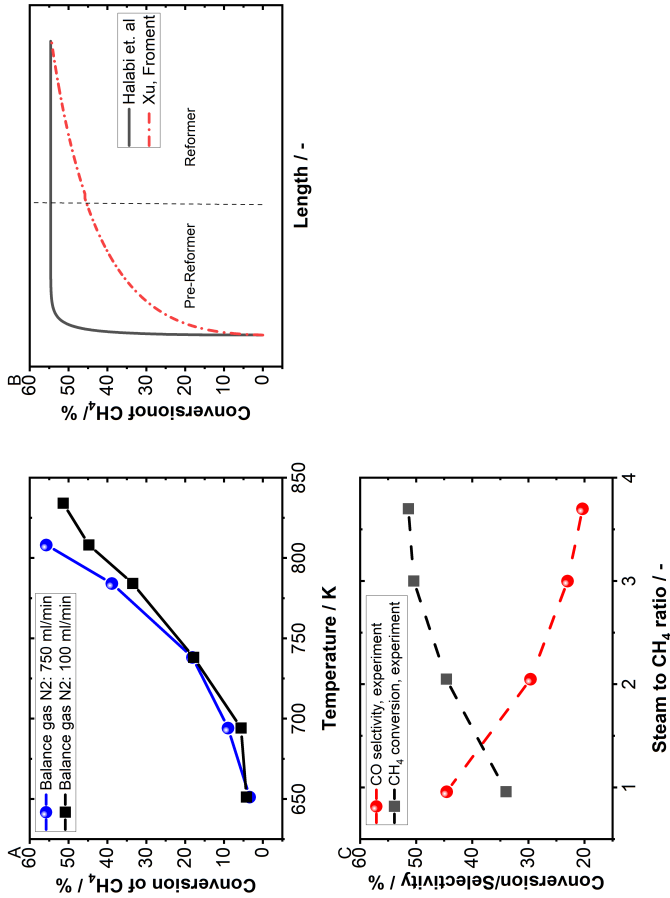 A
60
50
40
30
20
10
0
Conversion of CH4 / %
Balance gas N2: 750 ml/min
Balance gas N2: 100 ml/min
650
700
750
800
850
Temperature / K
B
60
50
40
30
20
10
0
Conversionof CH4 / %
Halabi et. al
Xu, Froment
Pre-Reformer
Reformer
Length / -
C
60
50
40
30
20
Conversion/Selectivity / %
CO selctivity, experiment
CH4 conversion, experiment
1
2
3
4
Steam to CH4 ratio / -